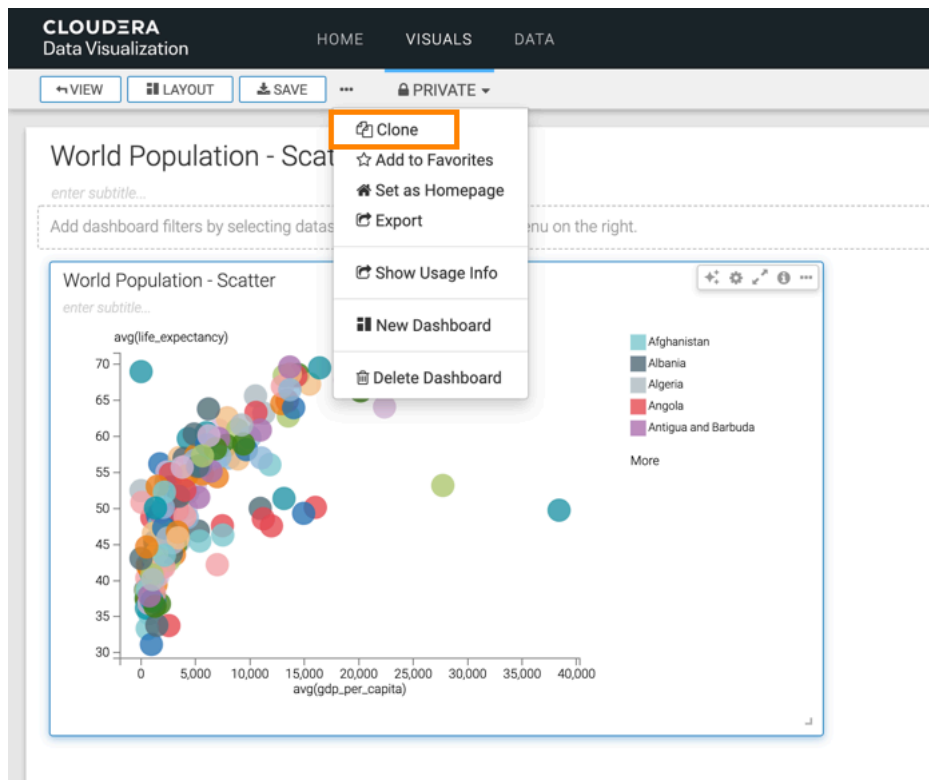 CLOUDERA
Data Visualization
HOME VISUALS DATA
VIEW LAYOUT SAVE ••• PRIVATE
Clone
Add to Favorites
Set as Homepage
Export
Show Usage Info
New Dashboard
Delete Dashboard
World Population - Scat
enter subtitle...
Add dashboard filters by selecting datas
nu on the right.
World Population - Scatter
enter subtitle...
avg(life_expectancy)
70
65
60
55
50
45
40
35
30
0 5,000 10,000 15,000 20,000 25,000 30,000 35,000 40,000
avg(gdp_per_capita)
Afghanistan
Albania
Algeria
Angola
Antigua and Barbuda
More